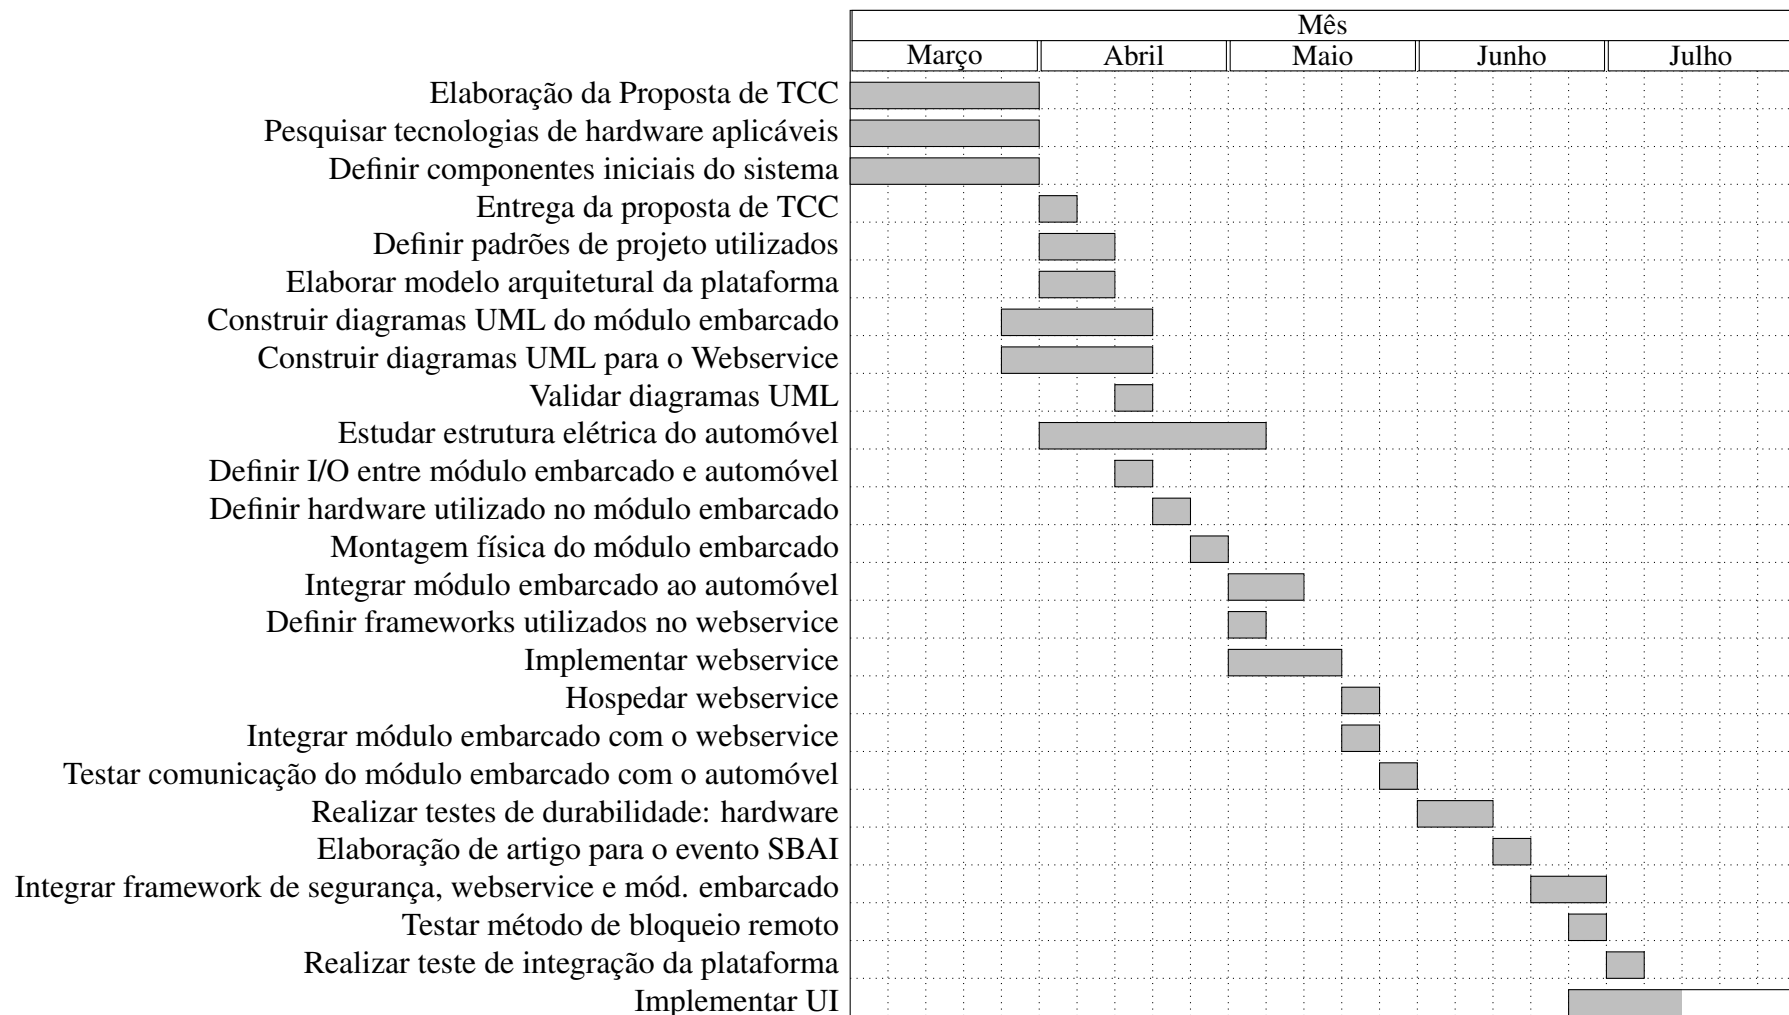 Mês
Março Abril Maio Junho Julho
Elaboração da Proposta de TCC
Pesquisar tecnologias de hardware aplicáveis
Definir componentes iniciais do sistema
Entrega da proposta de TCC
Definir padrões de projeto utilizados
Elaborar modelo arquitetural da plataforma
Construir diagramas UML do módulo embarcado
Construir diagramas UML para o Webservice
Validar diagramas UML
Estudar estrutura elétrica do automóvel
Definir I/O entre módulo embarcado e automóvel
Definir hardware utilizado no módulo embarcado
Montagem física do módulo embarcado
Integrar módulo embarcado ao automóvel
Definir frameworks utilizados no webservice
Implementar webservice
Hospedar webservice
Integrar módulo embarcado com o webservice
Testar comunicação do módulo embarcado com o automóvel
Realizar testes de durabilidade: hardware
Elaboração de artigo para o evento SBAI
Integrar framework de segurança, webservice e mód. embarcado
Testar método de bloqueio remoto
Realizar teste de integração da plataforma
Implementar UI